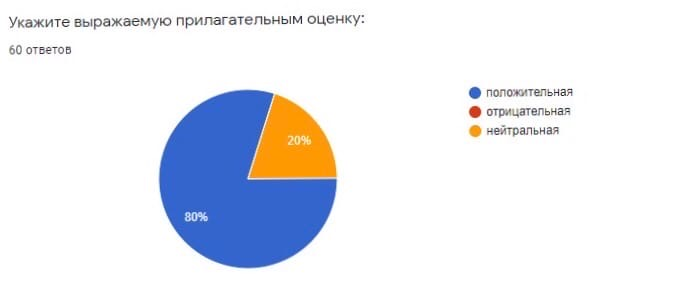 Укажите выражаемую прилагательным оценку:
60 ответов
положительная
отрицательная
нейтральная
20%
80%